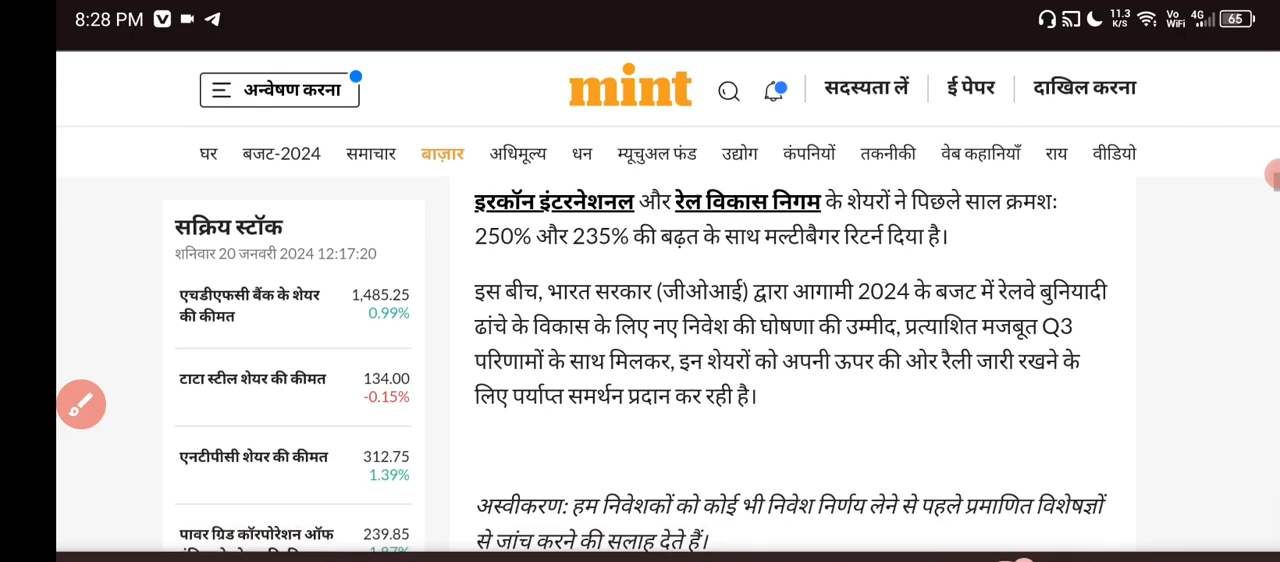 8:28 PM
11.3 K/S
Vo WiFi
4G
65
अन्वेषण करना
mint
सदस्यता लें
ई पेपर
दाखिल करना
घर बजट-2024 समाचार बाज़ार अधिमूल्य धन म्यूचुअल फंड उद्योग कंपनियों तकनीकी वेब कहानियाँ राय वीडियो
सक्रिय स्टॉक
शनिवार 20 जनवरी 2024 12:17:20
एचडीएफसी बैंक के शेयर 1,485.25
की कीमत 0.99%
टाटा स्टील शेयर की कीमत 134.00
-0.15%
एनटीपीसी शेयर की कीमत 312.75
1.39%
पावर ग्रिड कॉरपोरेशन ऑफ 239.85
इरकॉन इंटरनेशनल और रेल विकास निगम के शेयरों ने पिछले साल क्रमशः
250% और 235% की बढ़त के साथ मल्टीबैगर रिटर्न दिया है।
इस बीच, भारत सरकार (जीओआई) द्वारा आगामी 2024 के बजट में रेलवे बुनियादी
ढांचे के विकास के लिए नए निवेश की घोषणा की उम्मीद, प्रत्याशित मजबूत Q3
परिणामों के साथ मिलकर, इन शेयरों को अपनी ऊपर की ओर रैली जारी रखने के
लिए पर्याप्त समर्थन प्रदान कर रही है।
अस्वीकरण: हम निवेशकों को कोई भी निवेश निर्णय लेने से पहले प्रमाणित विशेषज्ञों
से जांच करने की सलाह देते हैं।